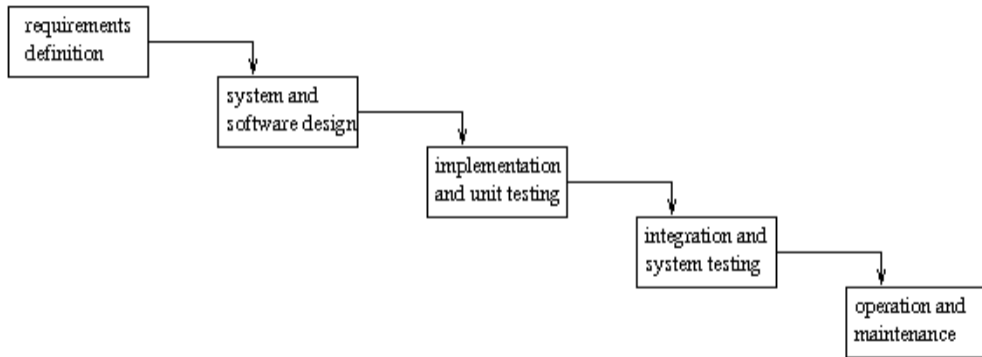 requirements
definition
system and
software design
implementation
and unit testing
integration and
system testing
operation and
maintenance